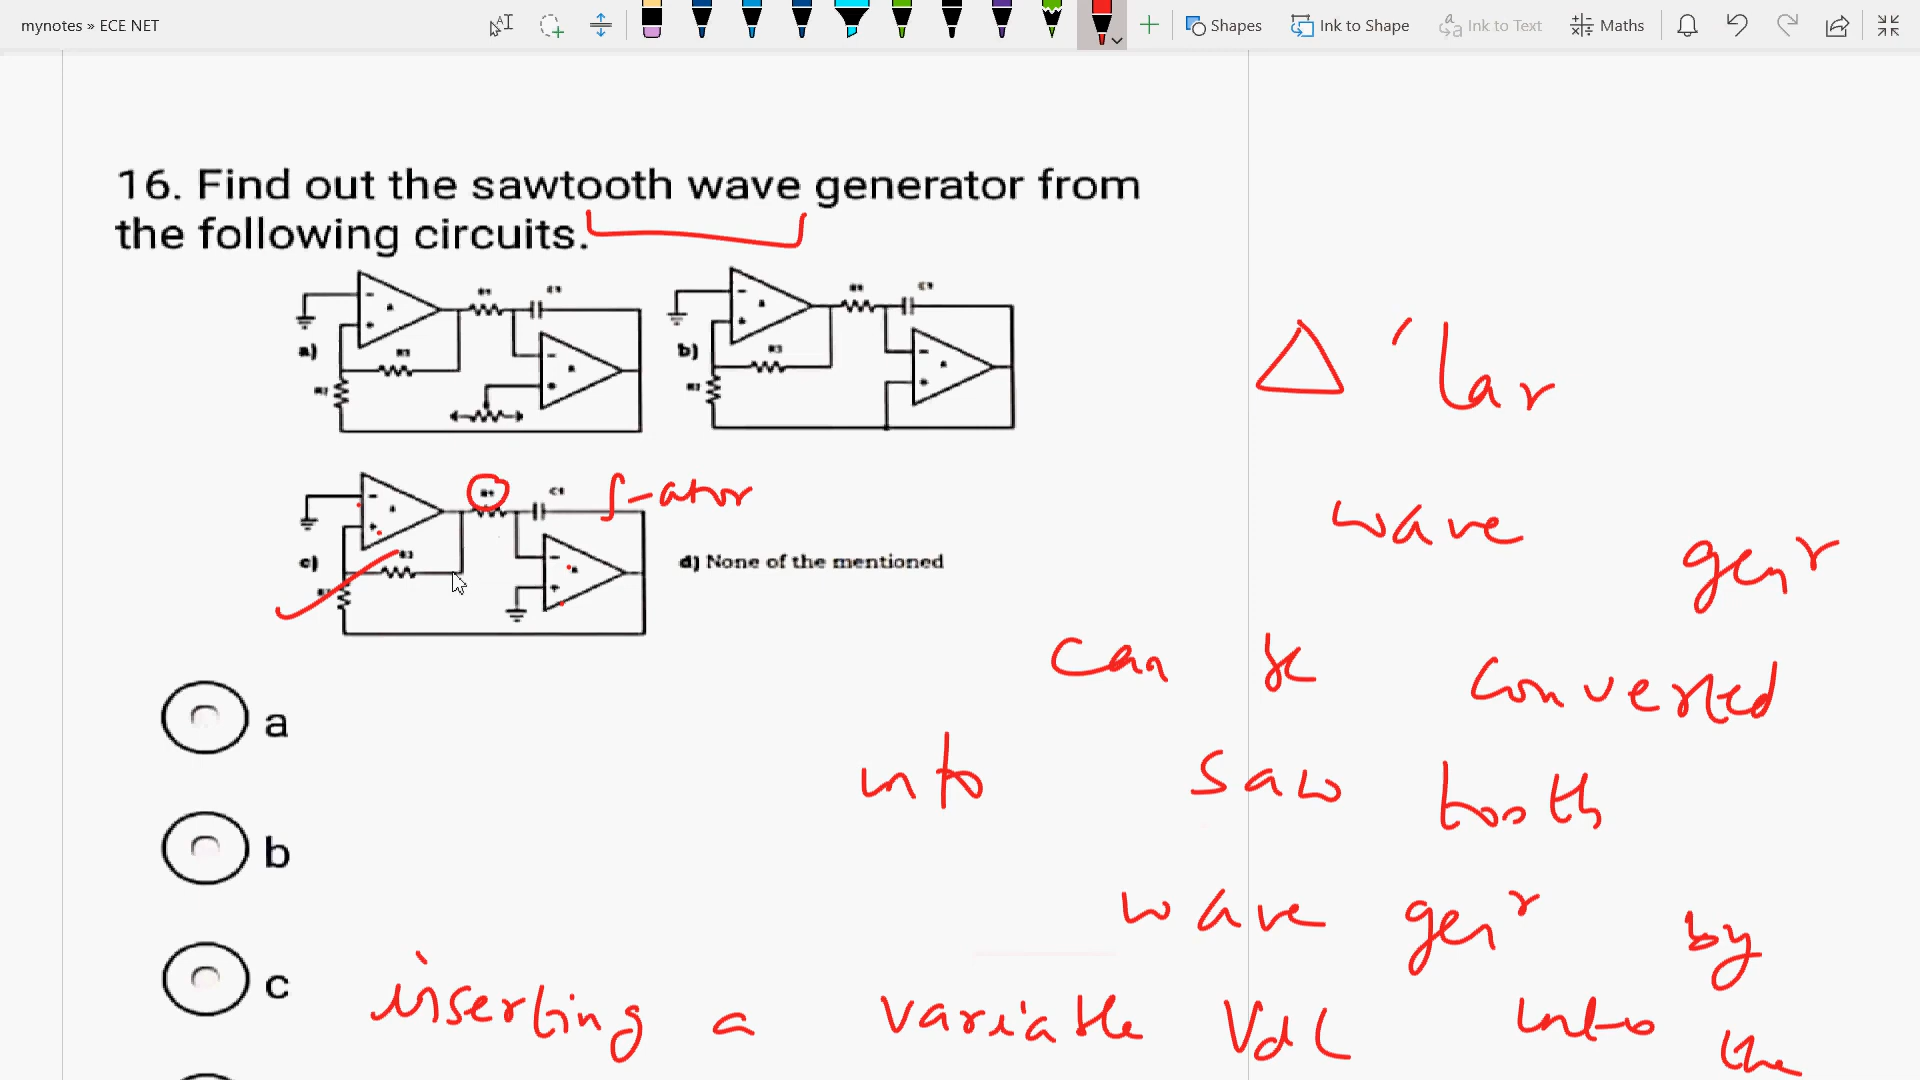 mynotes » ECE NET
Shapes
Ink to Shape
Ink to Text
Maths
16. Find out the sawtooth wave generator from
the following circuits.
a)
b)
c)
∫-ator
d) None of the mentioned
Δ'lar
wave genr
can be converted
into saw tooth
wave genr by
inserting a variable Vdc into the
a
b
c